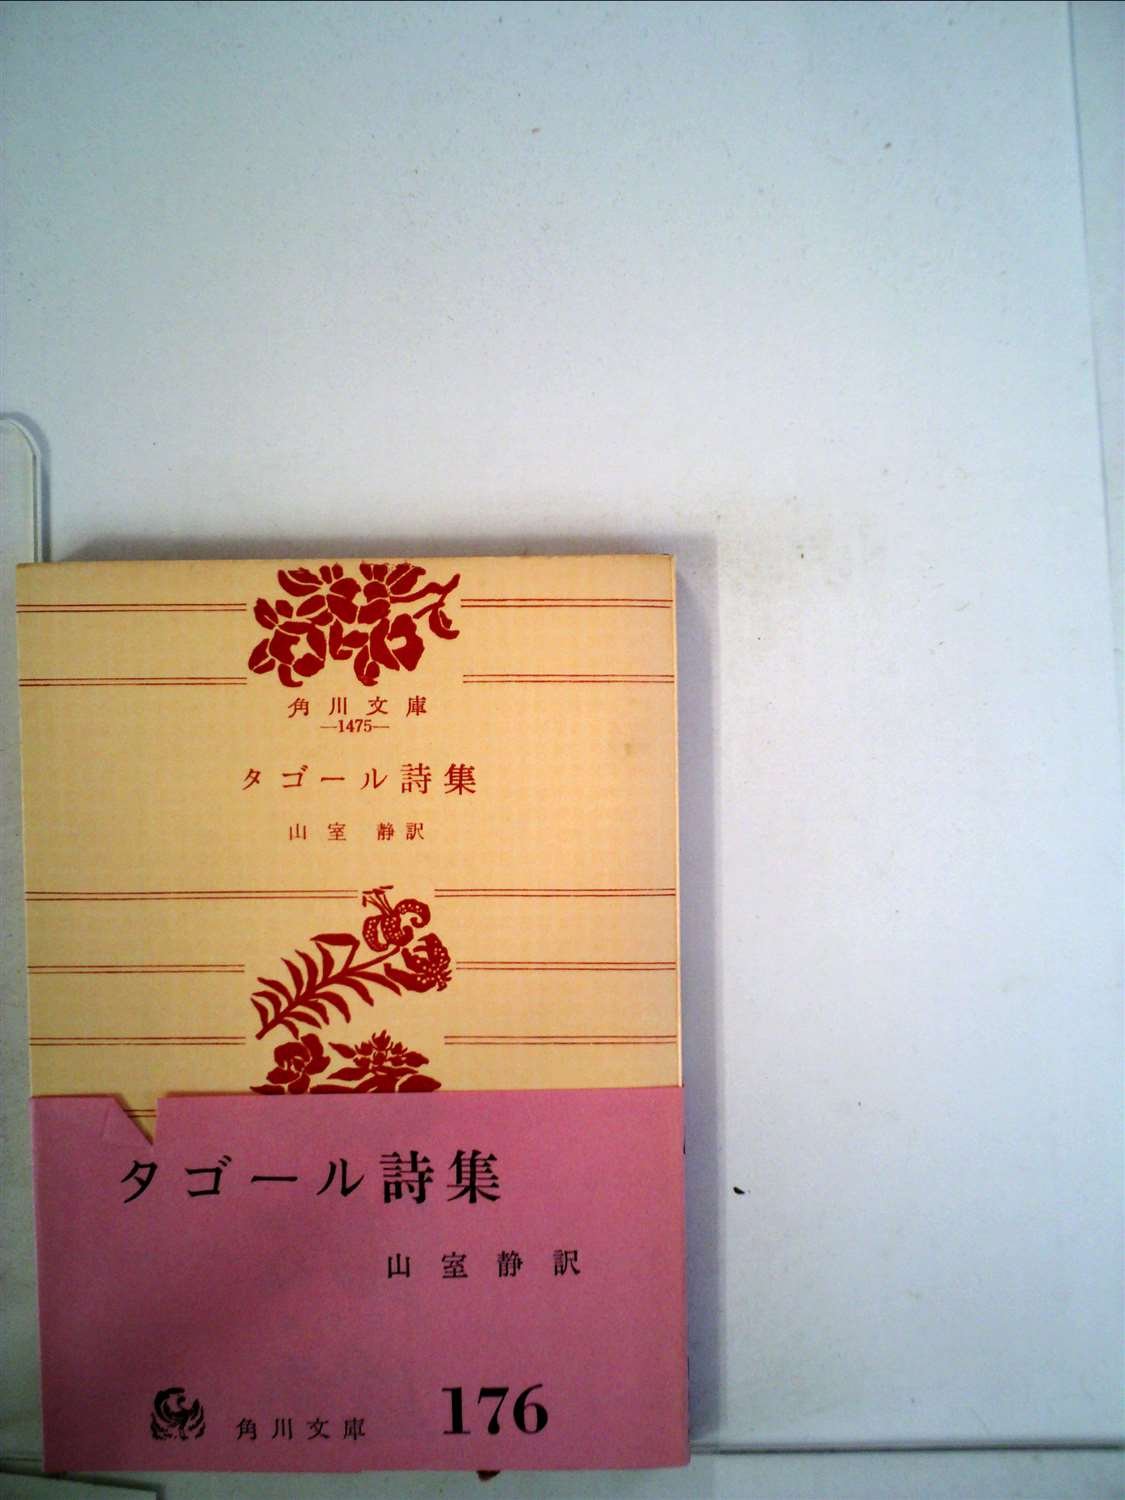 角川文庫
—1475—
タゴール詩集
山室 静訳
タゴール詩集
山室静訳
角川文庫 176